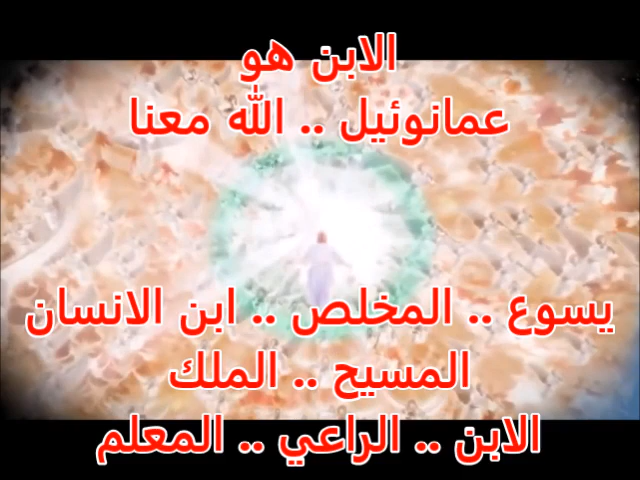 الابن هو
عمانوئيل .. الله معنا
يسوع .. المخلص .. ابن الانسان
المسيح .. الملك
الابن .. الراعي .. المعلم